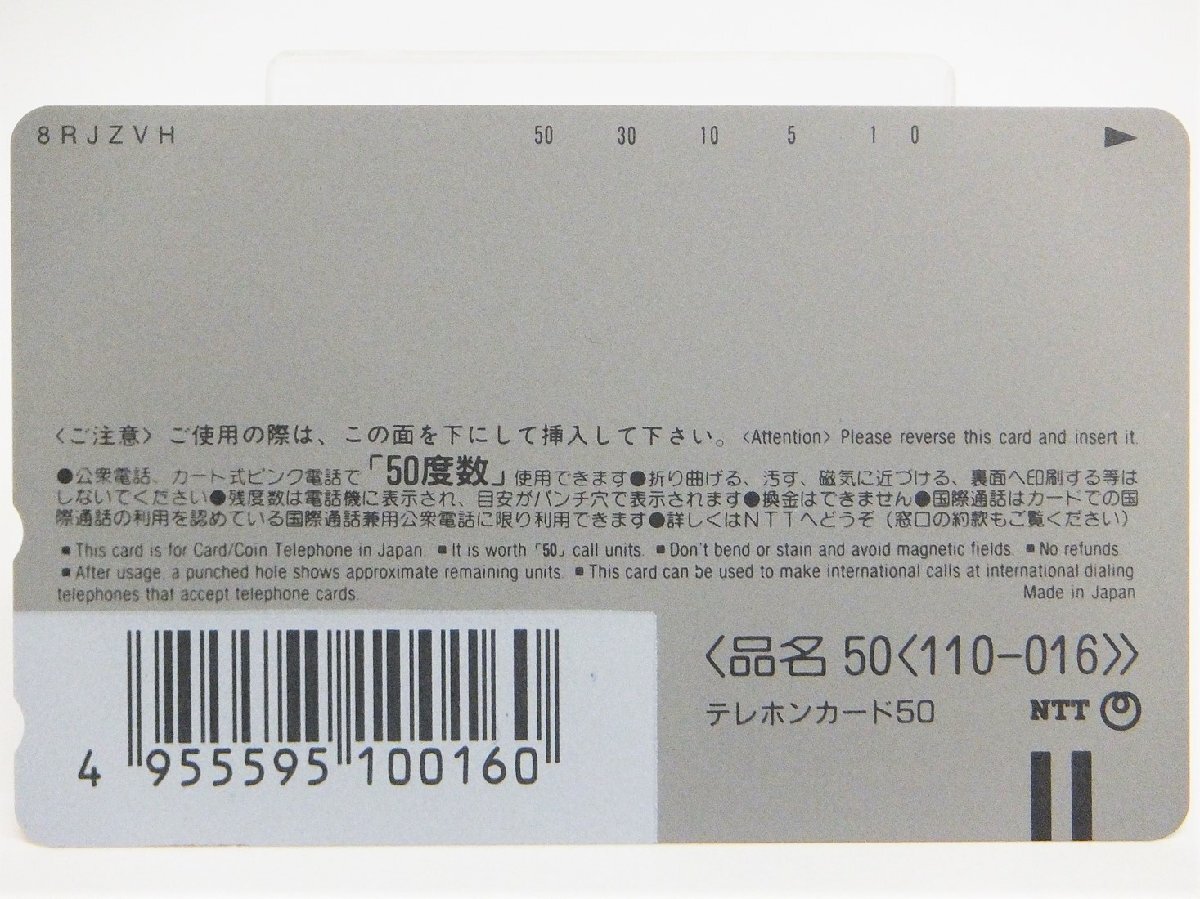 8RJZVH 50 30 10 5 1 0 ▶
〈ご注意〉ご使用の際は、この面を下にして挿入して下さい。〈Attention〉Please reverse this card and insert it.
●公衆電話、カード式ピンク電話で「50度数」使用できます●折り曲げる、汚す、磁気に近づける、裏面へ印刷する等は
しないでください●残度数は電話機に表示され、目安がパンチ穴で表示されます●換金はできません●国際通話はカードでの国
際通話の利用を認めている国際通話兼用公衆電話に限り利用できます●詳しくはNTTへどうぞ(窓口の約款もご覧ください)
■This card is for Card/Coin Telephone in Japan. ■It is worth「50」call units. ■Don't bend or stain and avoid magnetic fields. ■No refunds.
■After usage, a punched hole shows approximate remaining units. ■This card can be used to make international calls at international dialing
telephones that accept telephone cards. Made in Japan
〈品名 50〈110-016〉〉
テレホンカード50 NTT
4 955595 100160